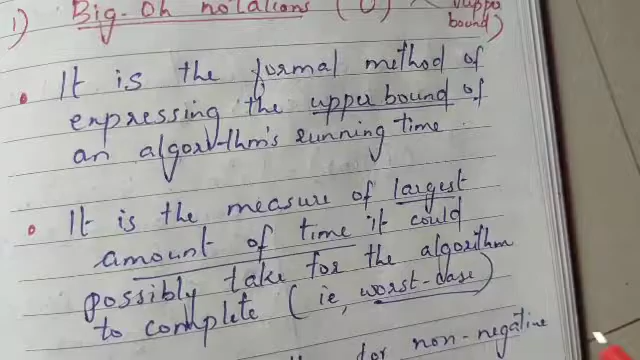 1) Big-Oh notations (O) (upper
bound)
• It is the formal method of
expressing the upper bound of
an algorithm's running time.
• It is the measure of largest
amount of time it could
possibly take for the algorithm
to complete (ie, worst-case)
for non-negative